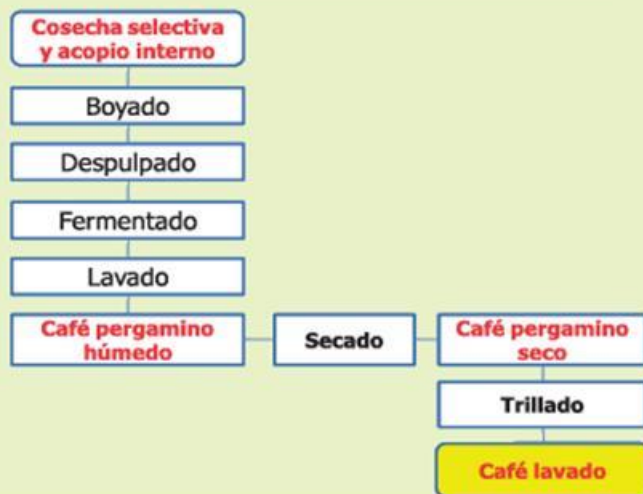 Cosecha selectiva
y acopio interno
Boyado
Despulpado
Fermentado
Lavado
Café pergamino
húmedo
Secado
Café pergamino
seco
Trillado
Café lavado